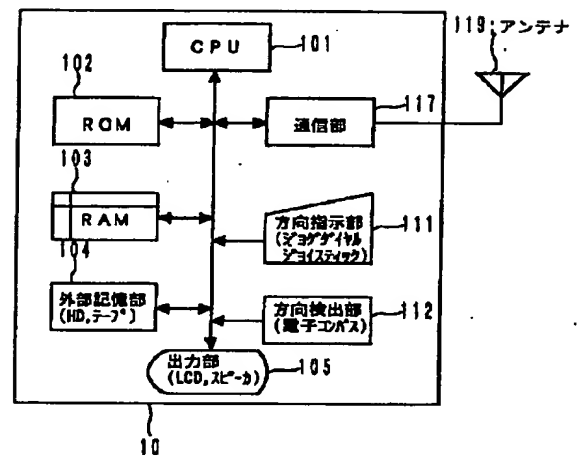 119:アンテナ
CPU
101
102
ROM
通信部
117
103
RAM
方向指示部
(ジョグダイヤル
ジョイスティック)
111
104
外部記憶部
(HD,テープ)
方向検出部
(電子コンパス)
112
出力部
(LCD,スピーカ)
105
10